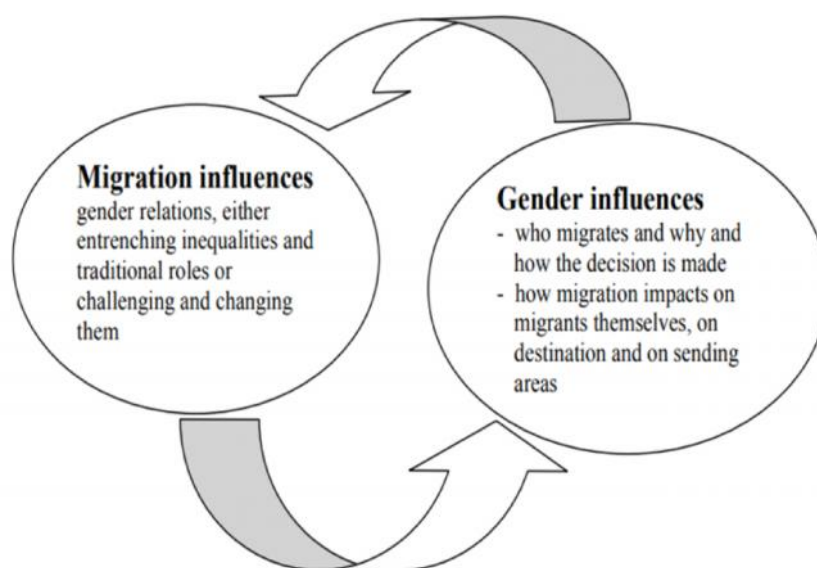 Migration influences
gender relations, either
entrenching inequalities and
traditional roles or
challenging and changing
them
Gender influences
- who migrates and why and
how the decision is made
- how migration impacts on
migrants themselves, on
destination and on sending
areas